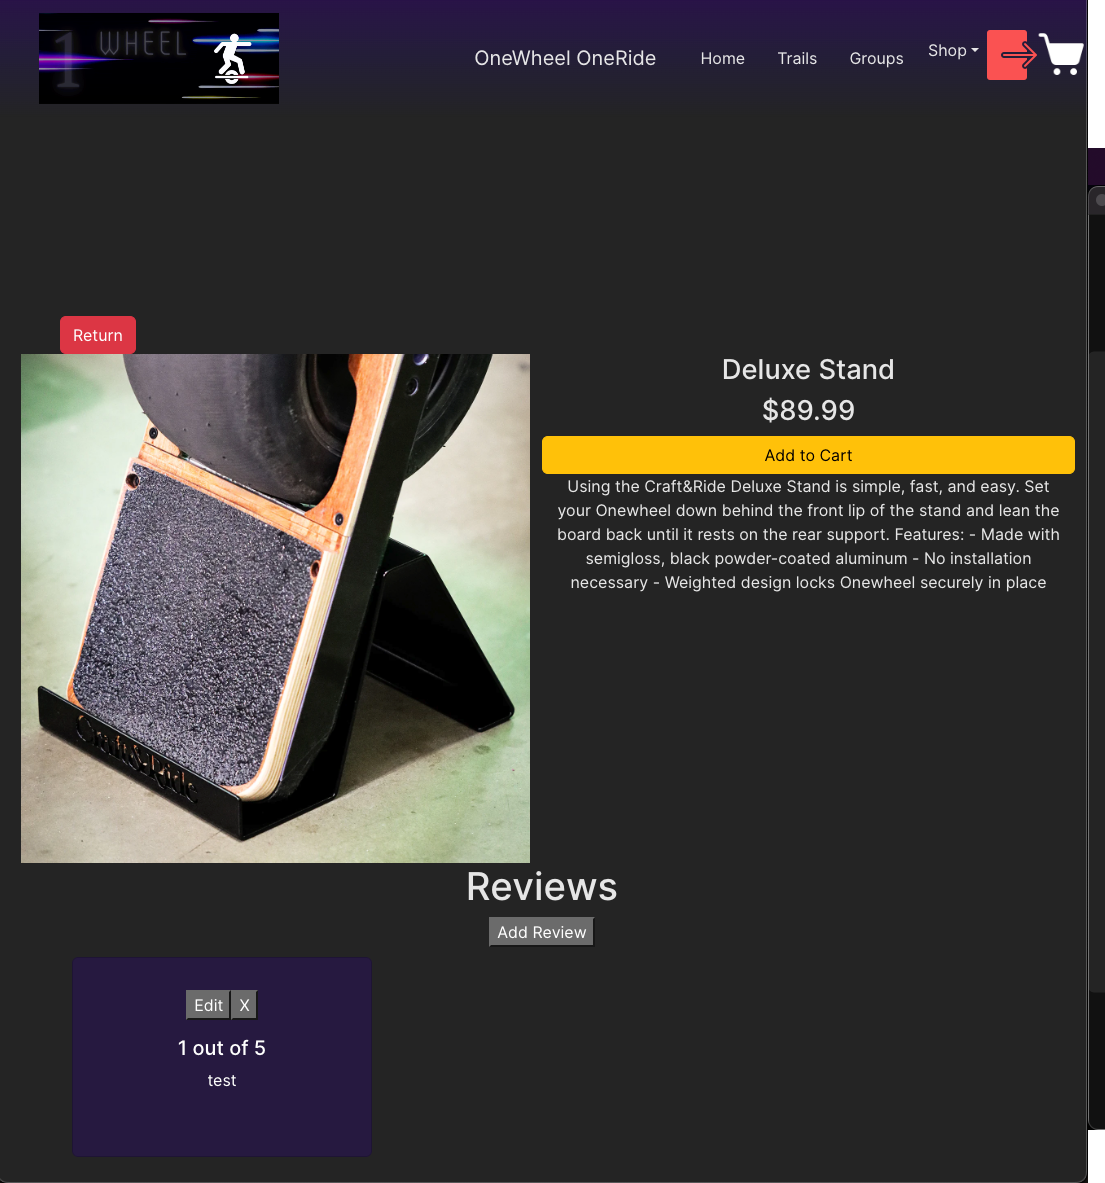 1 WHEEL
OneWheel OneRide
Home
Trails
Groups
Shop
Return
Deluxe Stand
$89.99
Add to Cart
Using the Craft&Ride Deluxe Stand is simple, fast, and easy. Set
your Onewheel down behind the front lip of the stand and lean the
board back until it rests on the rear support. Features: - Made with
semigloss, black powder-coated aluminum - No installation
necessary - Weighted design locks Onewheel securely in place
Craft&Ride
Reviews
Add Review
Edit
X
1 out of 5
test